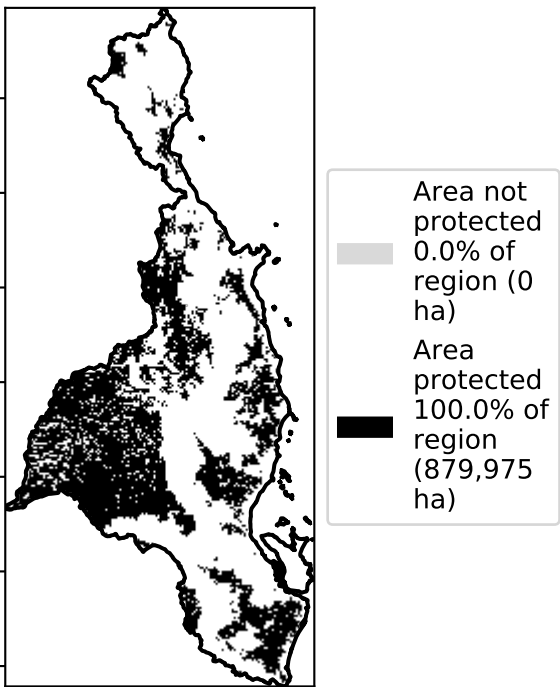 Area not
protected
0.0% of
region (0
ha)
Area
protected
100.0% of
region
(879,975
ha)